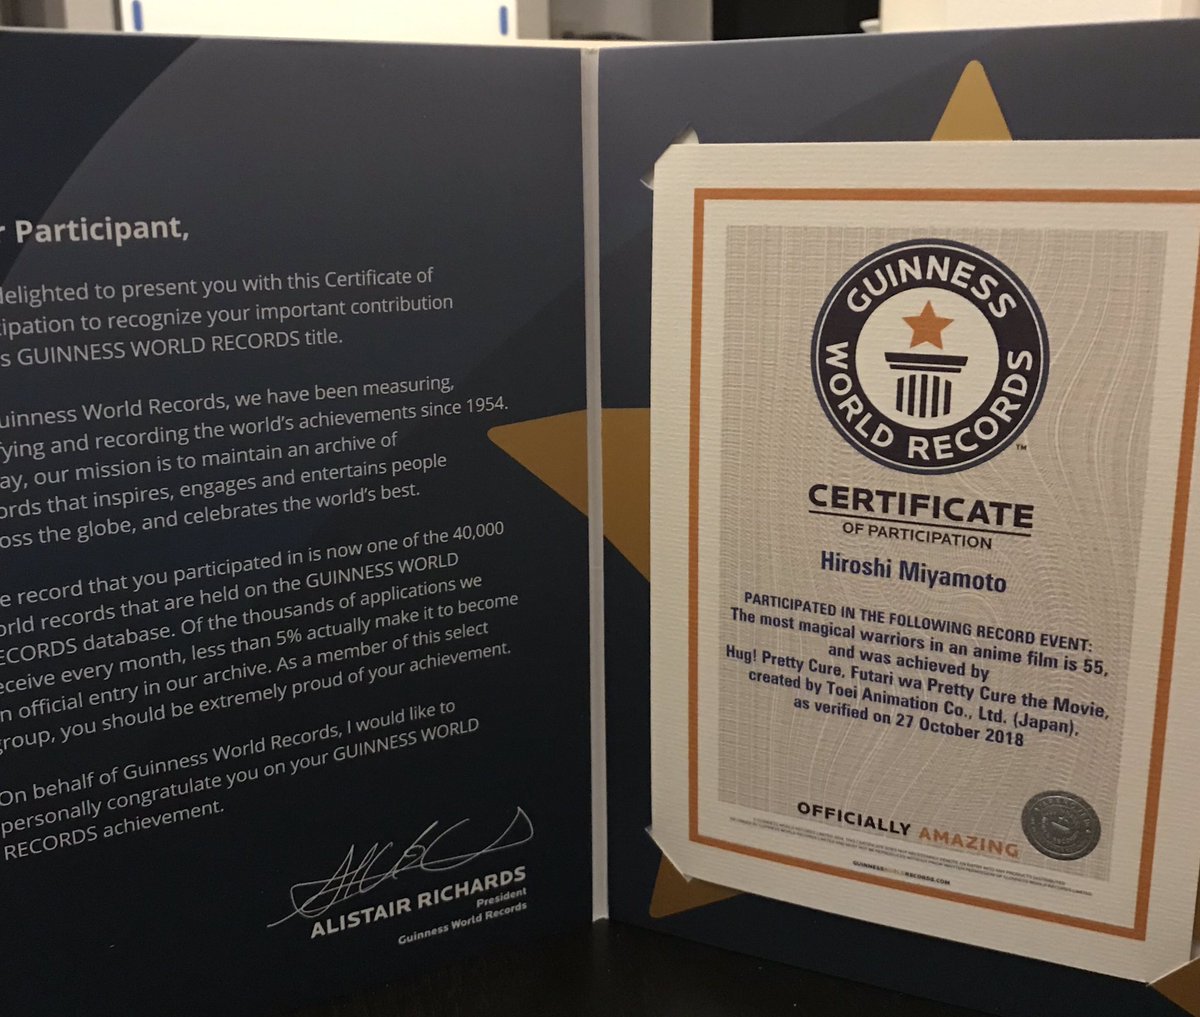 r Participant,
delighted to present you with this Certificate of
cipation to recognize your important contribution
s GUINNESS WORLD RECORDS title.
uinness World Records, we have been measuring,
fying and recording the world's achievements since 1954.
ay, our mission is to maintain an archive of
ords that inspires, engages and entertains people
oss the globe, and celebrates the world's best.
e record that you participated in is now one of the 40,000
orld records that are held on the GUINNESS WORLD
ECORDS database. Of the thousands of applications we
eceive every month, less than 5% actually make it to become
n official entry in our archive. As a member of this select
group, you should be extremely proud of your achievement.
On behalf of Guinness World Records, I would like to
personally congratulate you on your GUINNESS WORLD
RECORDS achievement.
ALISTAIR RICHARDS
President
Guinness World Records
GUINNESS
WORLD RECORDS™
CERTIFICATE
OF PARTICIPATION
Hiroshi Miyamoto
PARTICIPATED IN THE FOLLOWING RECORD EVENT:
The most magical warriors in an anime film is 55,
and was achieved by
Hug! Pretty Cure, Futari wa Pretty Cure the Movie,
created by Toei Animation Co., Ltd. (Japan),
as verified on 27 October 2018
OFFICIALLY AMAZING
GUINNESSWORLDRECORDS.COM